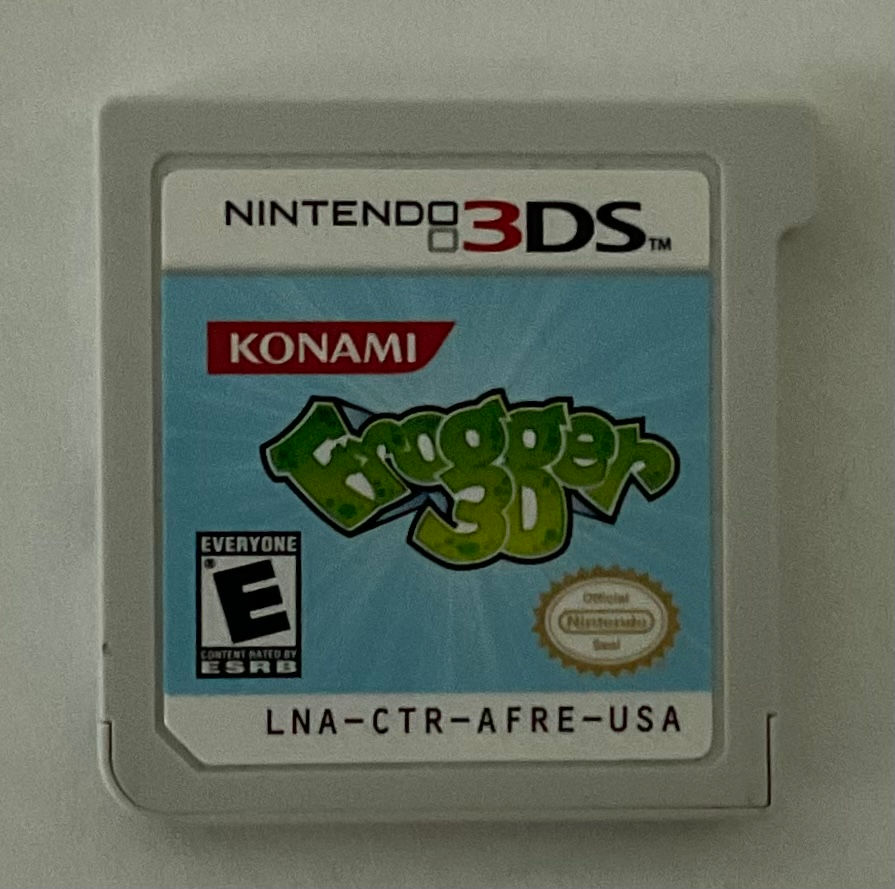 NINTENDO 3DS™
KONAMI
frogger
3D
EVERYONE
E
CONTENT RATED BY
ESRB
Official
Nintendo
Seal
LNA-CTR-AFRE-USA